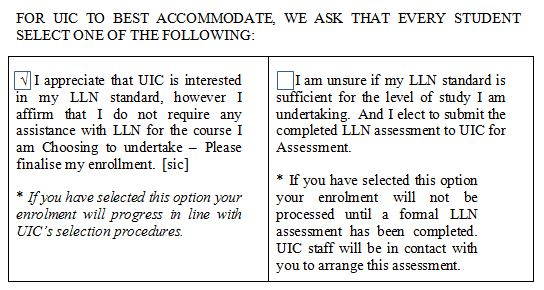 FOR UIC TO BEST ACCOMMODATE, WE ASK THAT EVERY STUDENT
SELECT ONE OF THE FOLLOWING:
√ I appreciate that UIC is interested
in my LLN standard, however I
affirm that I do not require any
assistance with LLN for the course I
am Choosing to undertake – Please
finalise my enrollment. [sic]
* If you have selected this option your
enrolment will progress in line with
UIC's selection procedures.
I am unsure if my LLN standard is
sufficient for the level of study I am
undertaking. And I elect to submit the
completed LLN assessment to UIC for
Assessment.
* If you have selected this option
your enrolment will not be
processed until a formal LLN
assessment has been completed.
UIC staff will be in contact with
you to arrange this assessment.